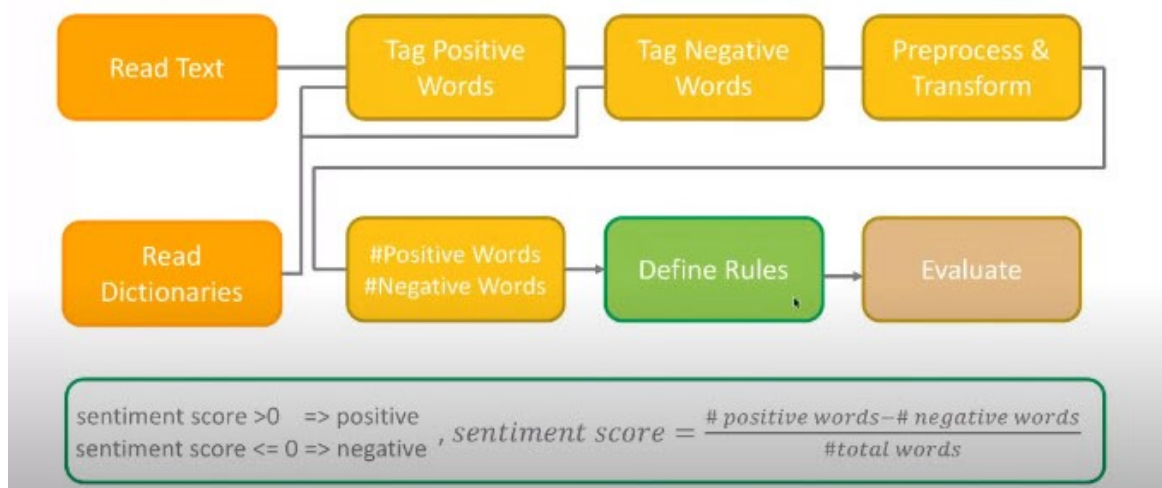 Read Text
Tag Positive
Words
Tag Negative
Words
Preprocess &
Transform
Read
Dictionaries
#Positive Words
#Negative Words
Define Rules
Evaluate
sentiment score >0 => positive
sentiment score <= 0 => negative
, sentiment score = # positive words−# negative words
#total words